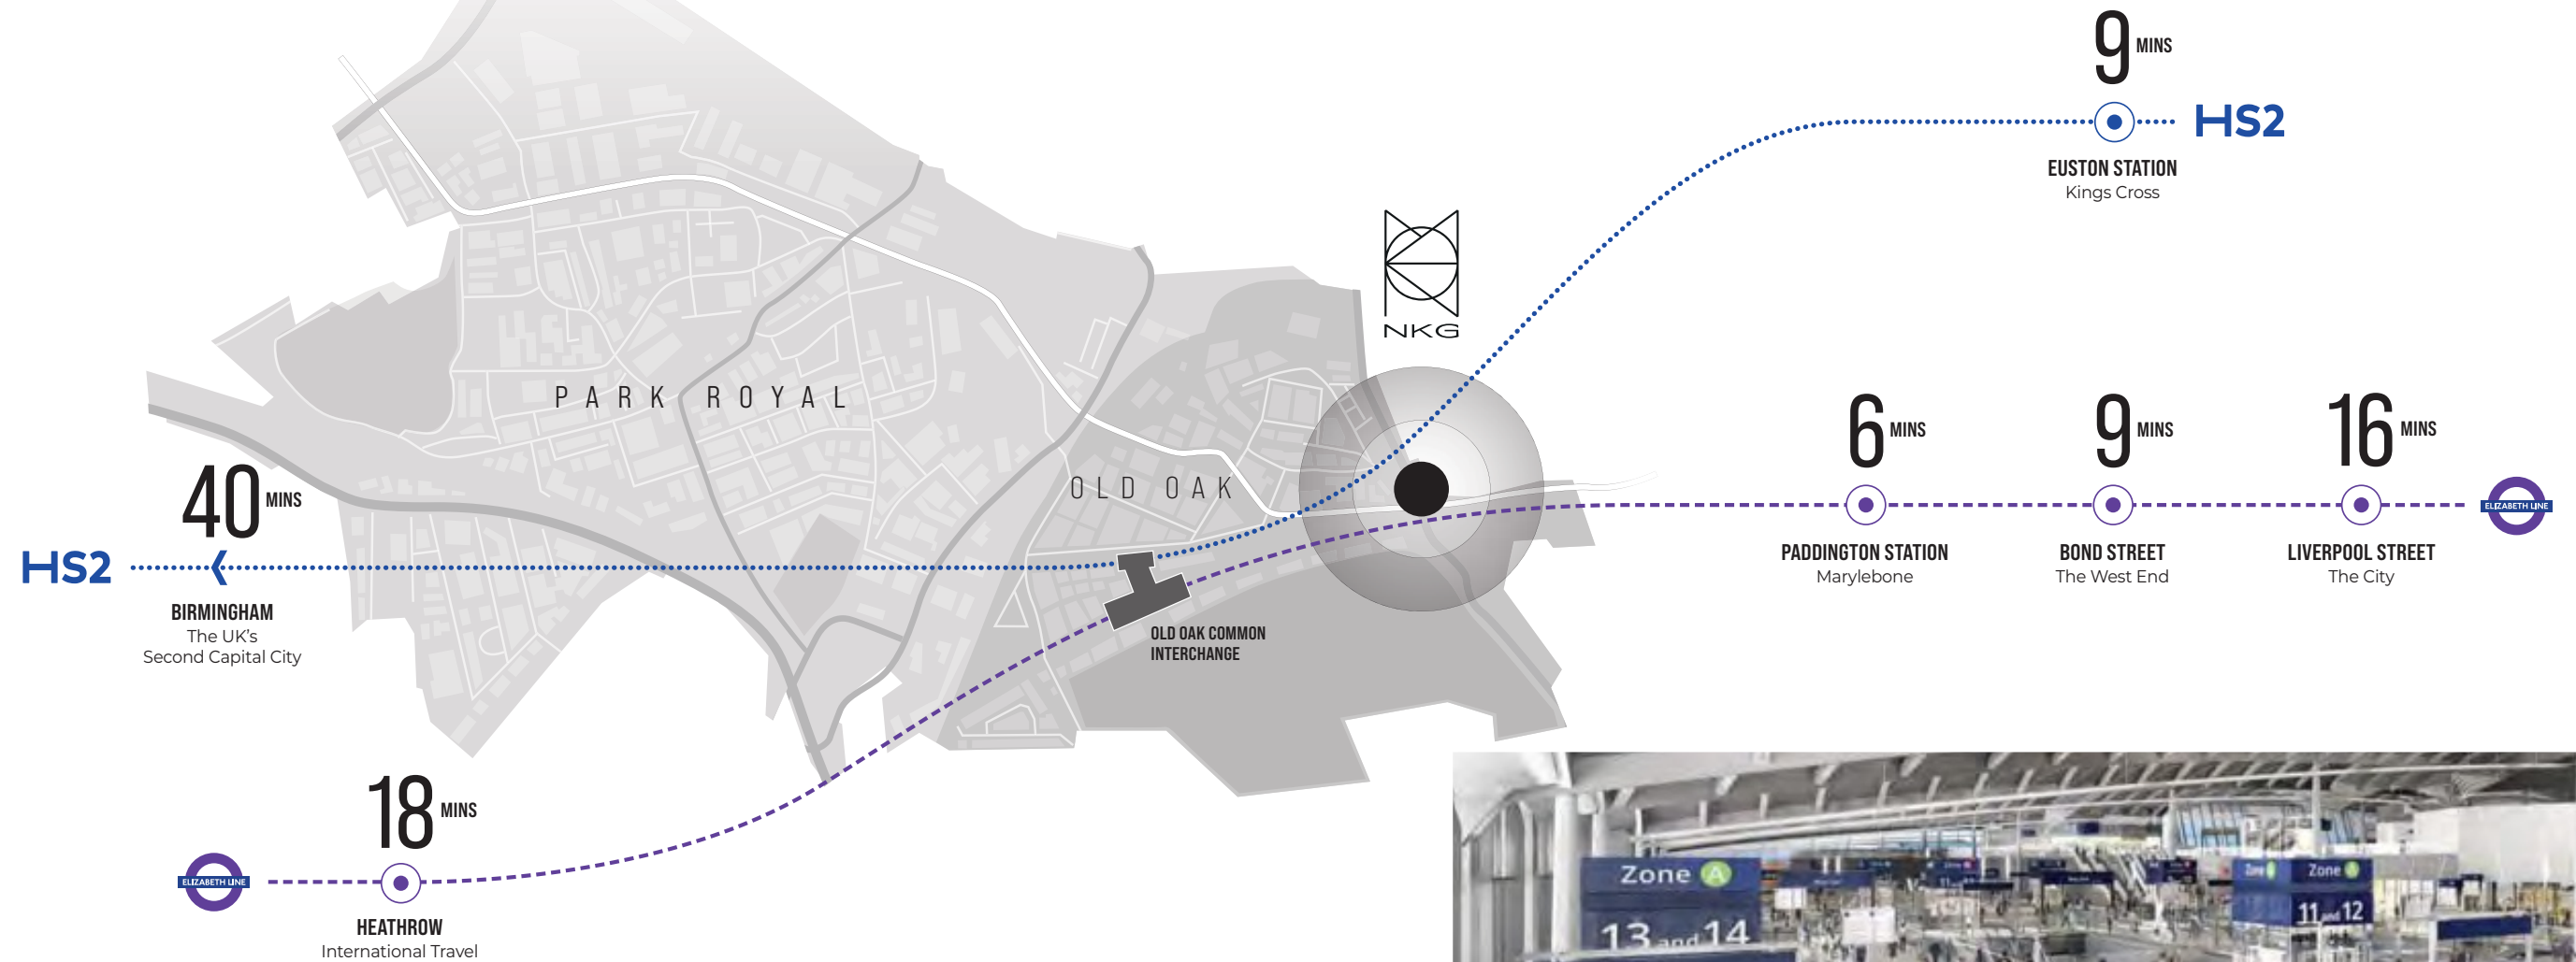 9 MINS
HS2
EUSTON STATION
Kings Cross
NKG
PARK ROYAL
OLD OAK
6 MINS
9 MINS
16 MINS
ELIZABETH LINE
PADDINGTON STATION
Marylebone
BOND STREET
The West End
LIVERPOOL STREET
The City
40 MINS
HS2
BIRMINGHAM
The UK's
Second Capital City
OLD OAK COMMON
INTERCHANGE
18 MINS
ELIZABETH LINE
HEATHROW
International Travel
Zone A
13 and 14
Zone A
11 and 12